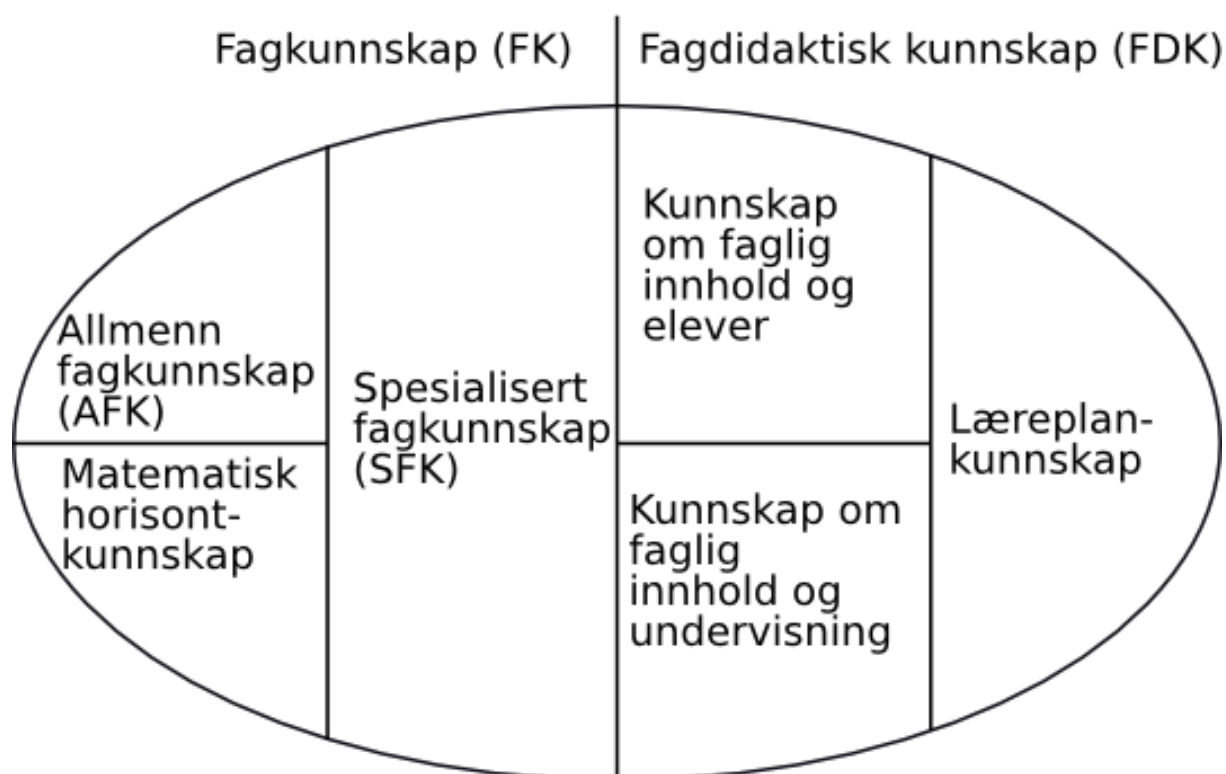 Fagkunnskap (FK)
Fagdidaktisk kunnskap (FDK)
Allmenn
fagkunnskap
(AFK)
Matematisk
horisont-
kunnskap
Spesialisert
fagkunnskap
(SFK)
Kunnskap
om faglig
innhold og
elever
Kunnskap om
faglig
innhold og
undervisning
Læreplan-
kunnskap